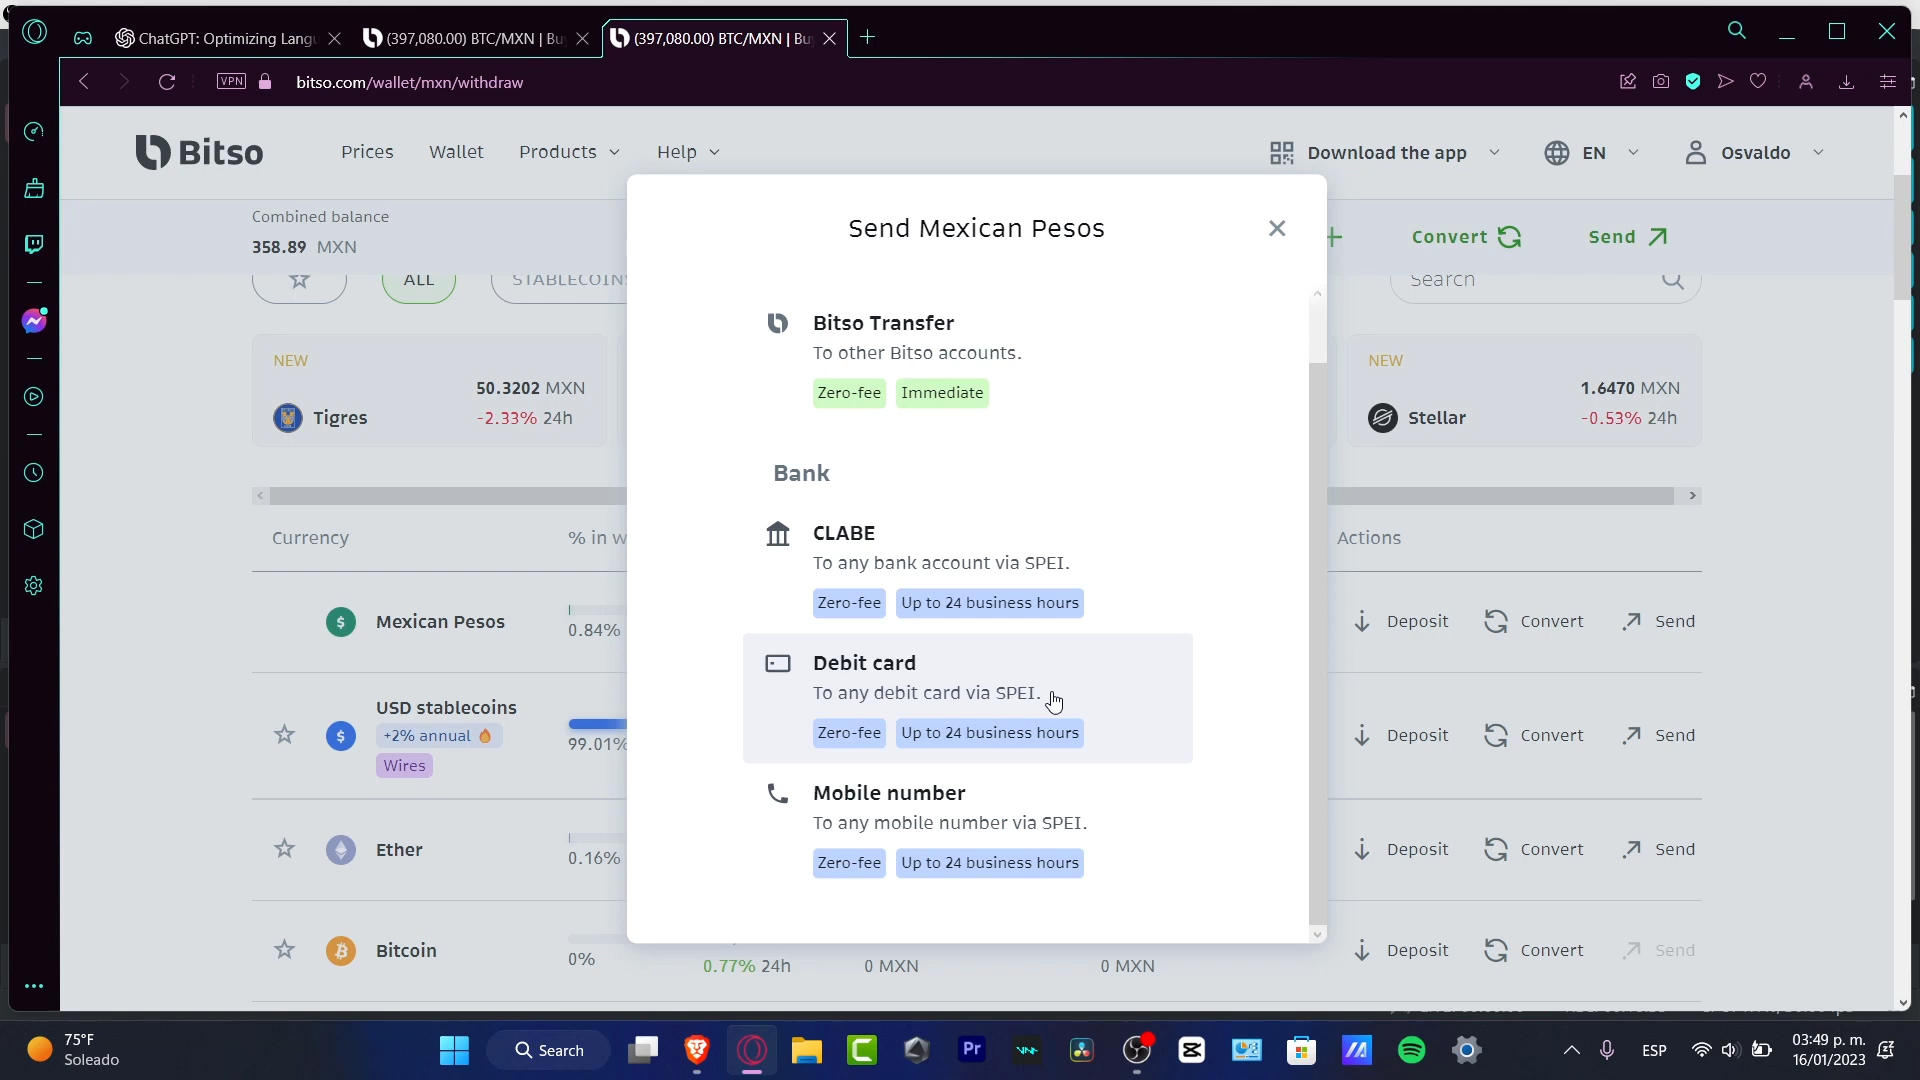 ChatGPT: Optimizing Langu
(397,080.00) BTC/MXN | Bu
(397,080.00) BTC/MXN | Bu
VPN
bitso.com/wallet/mxn/withdraw
Bitso
Prices
Wallet
Products
Help
Download the app
EN
Osvaldo
Combined balance
358.89 MXN
Convert
Send
ALL
STABLECOINS
Search
NEW
Tigres
50.3202 MXN
-2.33% 24h
NEW
Stellar
1.6470 MXN
-0.53% 24h
Send Mexican Pesos
Bitso Transfer
To other Bitso accounts.
Zero-fee
Immediate
Bank
CLABE
To any bank account via SPEI.
Zero-fee
Up to 24 business hours
Debit card
To any debit card via SPEI.
Zero-fee
Up to 24 business hours
Mobile number
To any mobile number via SPEI.
Zero-fee
Up to 24 business hours
Currency
% in w
Actions
Mexican Pesos
0.84%
Deposit
Convert
Send
USD stablecoins
+2% annual
Wires
99.01%
Deposit
Convert
Send
Ether
0.16%
Deposit
Convert
Send
Bitcoin
0%
0.77% 24h
0 MXN
0 MXN
Deposit
Convert
Send
75°F
Soleado
Search
Pr
ESP
03:49 p. m.
16/01/2023